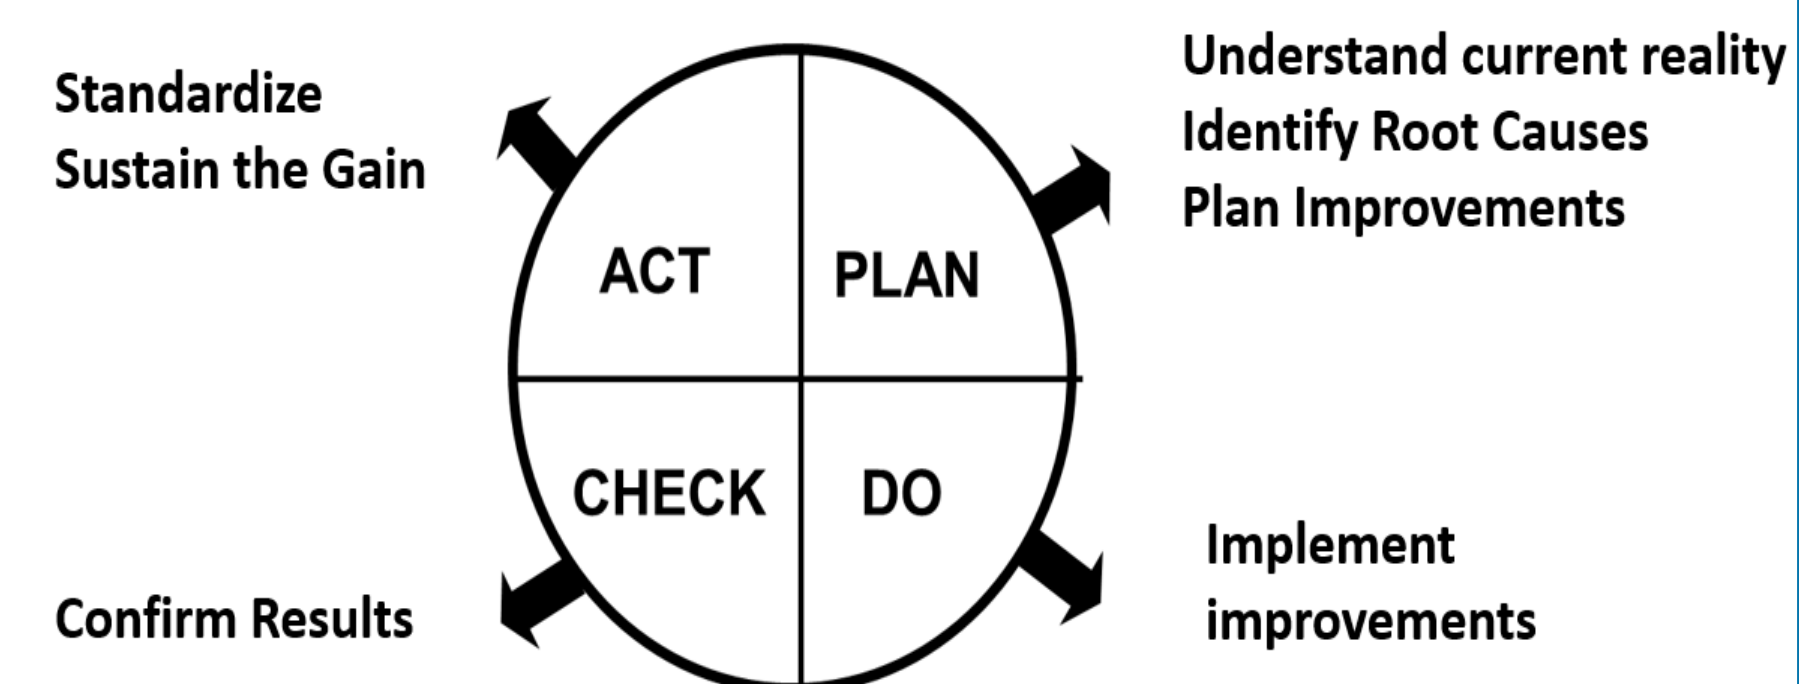 Standardize
Sustain the Gain
Understand current reality
Identify Root Causes
Plan Improvements
ACT
PLAN
CHECK
DO
Confirm Results
Implement
improvements